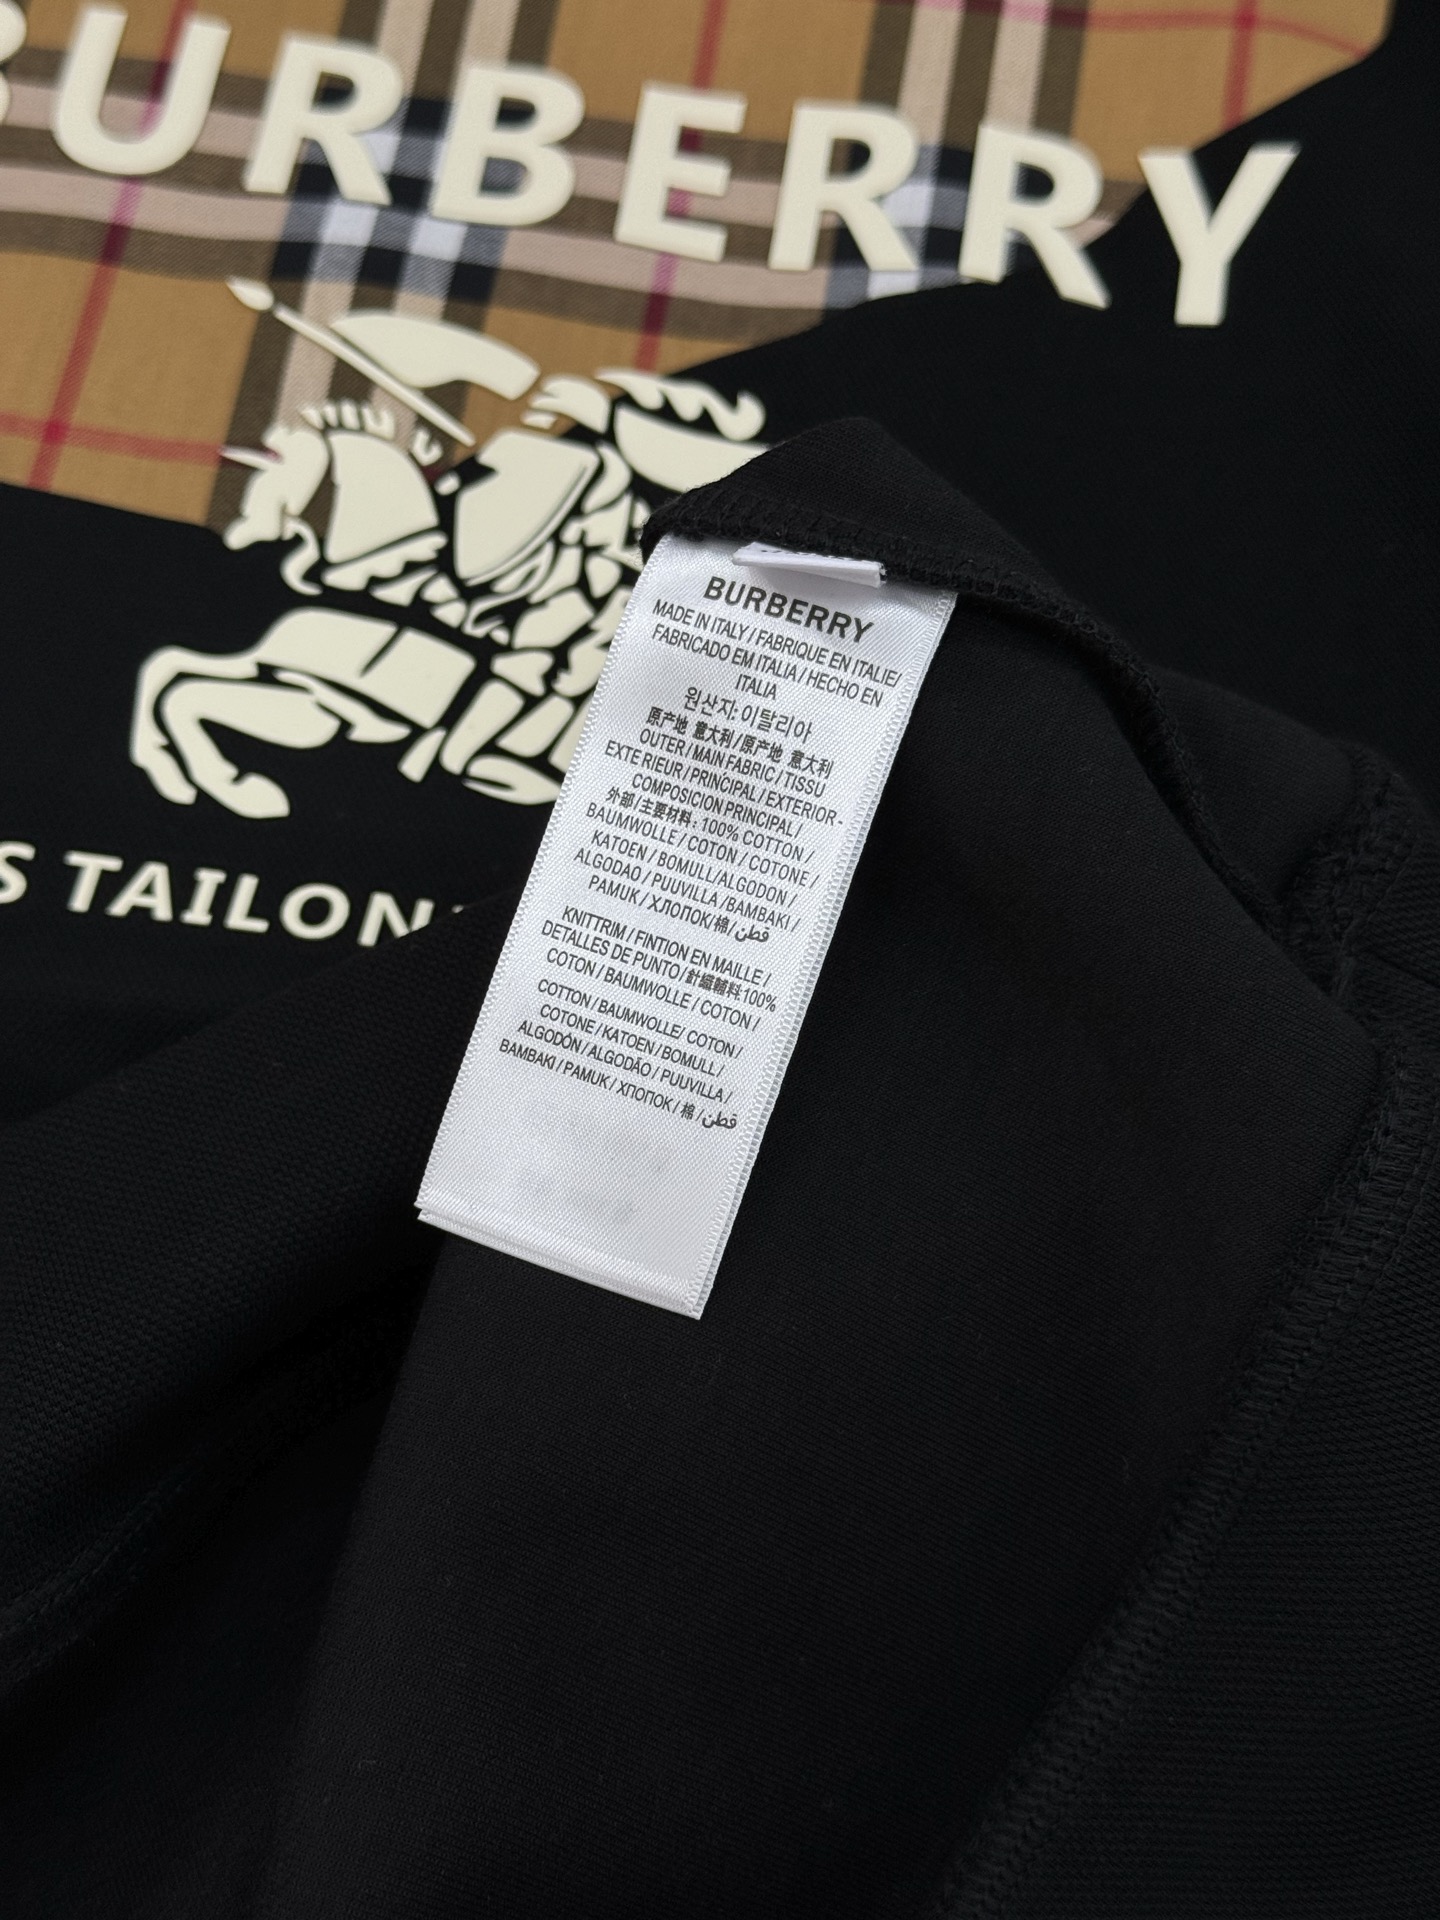 BURBERRY
S TAILON
BURBERRY
MADE IN ITALY / FABRIQUE EN ITALIE/
FABRICADO EM ITALIA / HECHO EN
ITALIA
원산지: 이탈리아
原产地 意大利/原产地 意大利
OUTER / MAIN FABRIC / TISSU
EXTE RIEUR / PRINCIPAL / EXTERIOR-
COMPOSICION PRINCIPAL /
外部/主要材料: 100% COTTON /
BAUMWOLLE / COTON / COTONE /
KATOEN / BOMULL/ALGODON /
ALGODAO / PUUVILLA /BAMBAKI /
PAMUK / ХЛОПОК/棉/قطن
KNITTRIM / FINTION EN MAILLE /
DETALLES DE PUNTO/針織輔料:100%
COTON / BAUMWOLLE / COTON /
COTTON / BAUMWOLLE/ COTON /
COTONE / KATOEN / BOMULL /
ALGODÓN / ALGODÃO / PUUVILLA /
BAMBAKI / PAMUK / ХПОПОК / 棉 /قطن